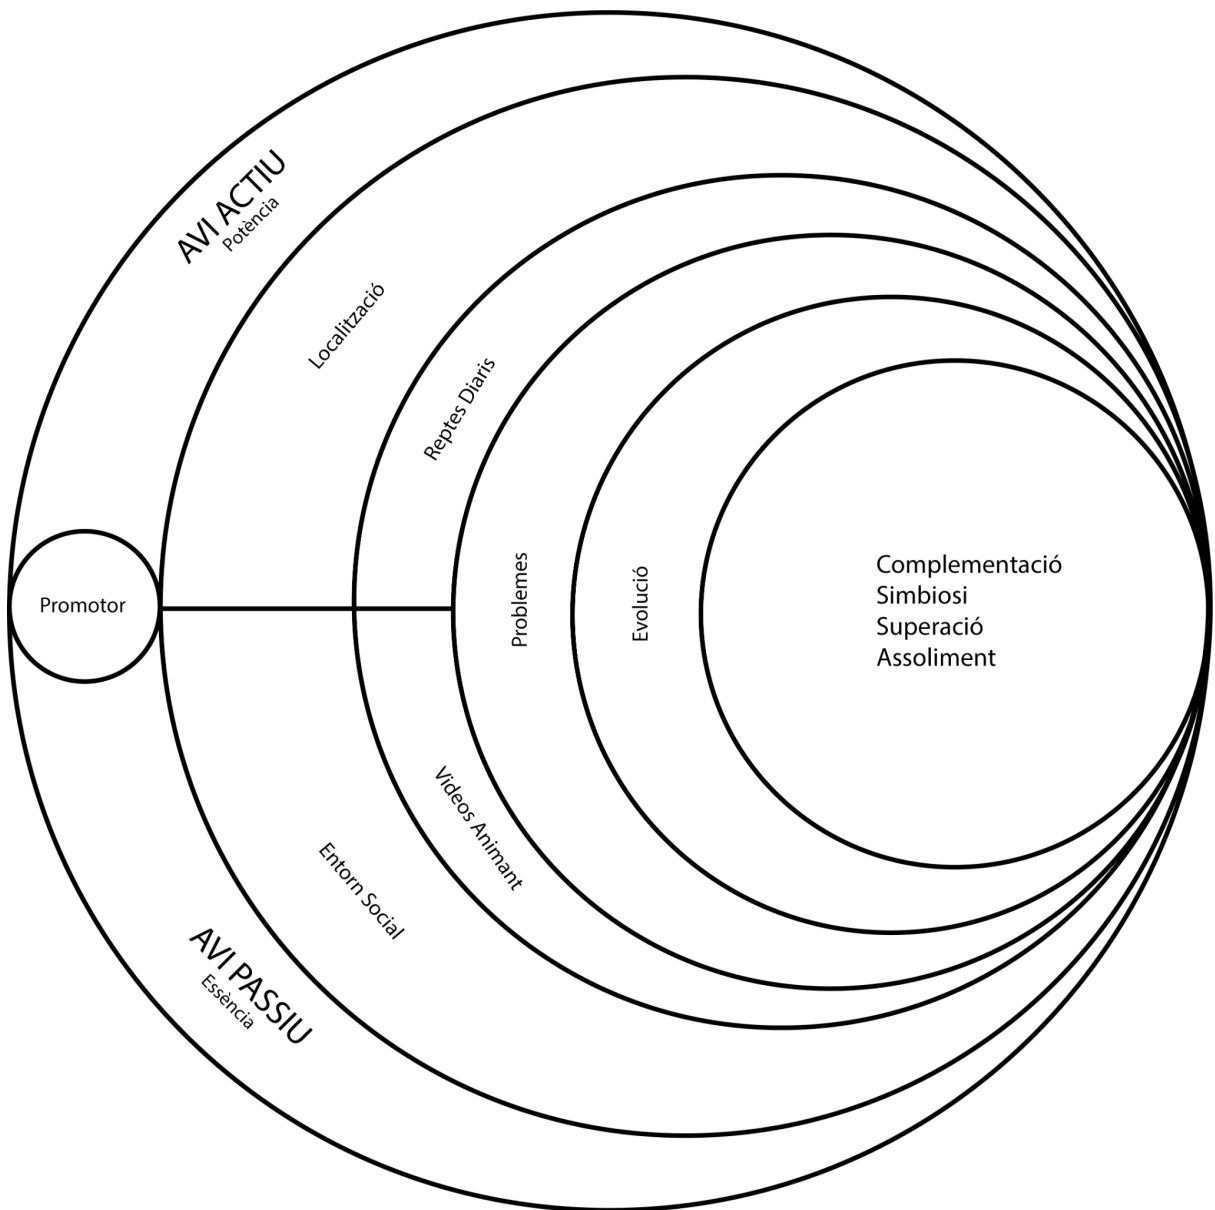 AVI ACTIU
Potència
Localització
Reptes Diaris
Promotor
Problemes
Evolució
Complementació
Simbiosi
Superació
Assoliment
Videos Animant
Entorn Social
AVI PASSIU
Essència